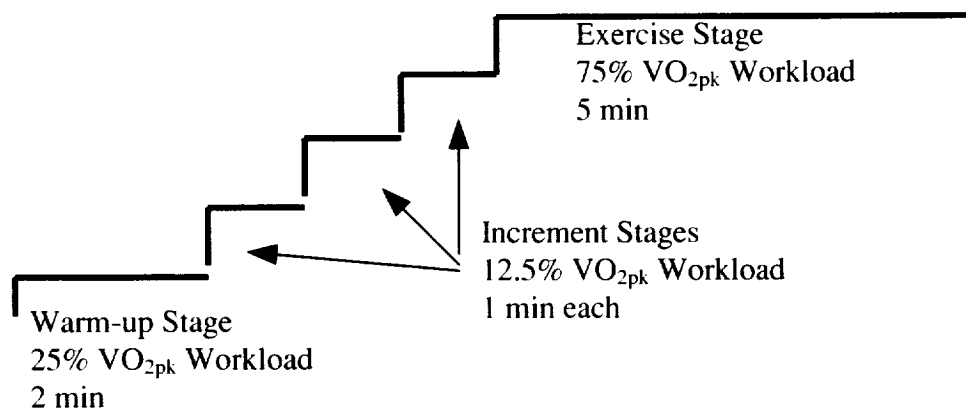 Exercise Stage
75% VO₂pk Workload
5 min
Increment Stages
12.5% VO₂pk Workload
1 min each
Warm-up Stage
25% VO₂pk Workload
2 min